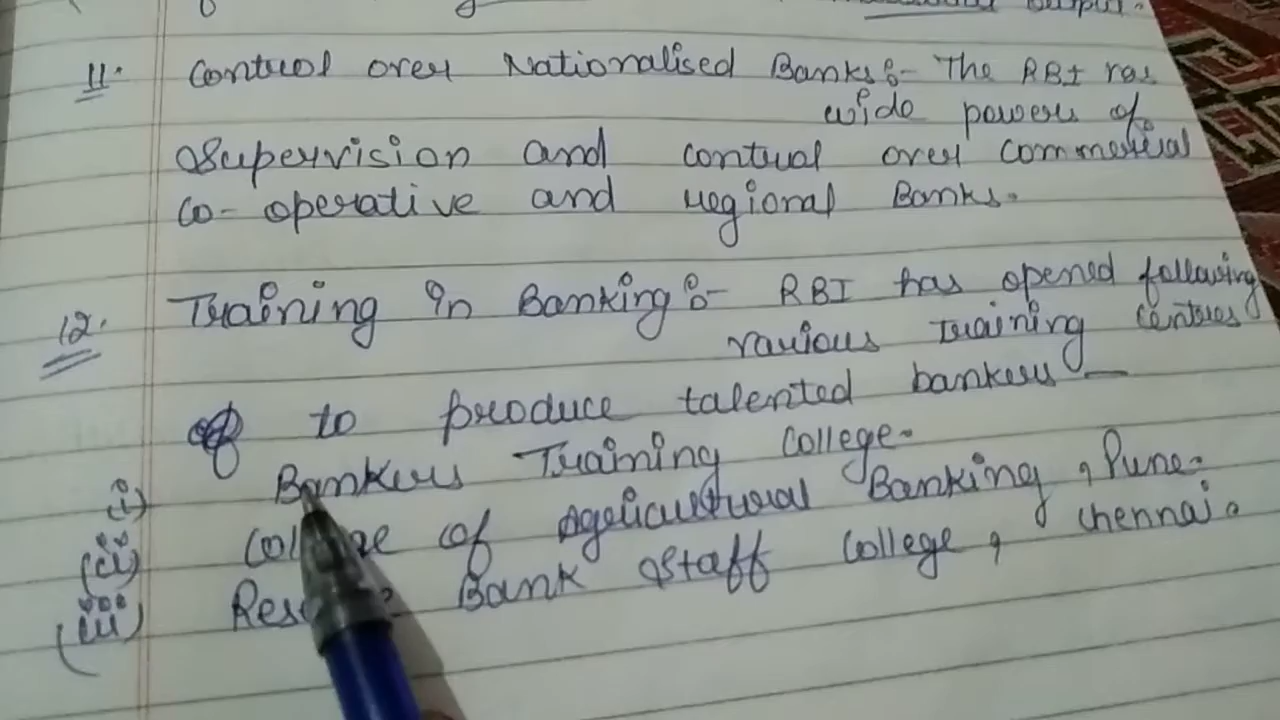 output.
11. Control over Nationalised Banks:- The RBI has
wide powers of
Supervision and control over commercial
co-operative and regional Banks.
12. Training in Banking:- RBI has opened following
various training centres
to produce talented bankers —
(i) Bankers Training College.
(ii) College of Agricultural Banking, Pune.
(iii) Bank Staff College, Chennai.